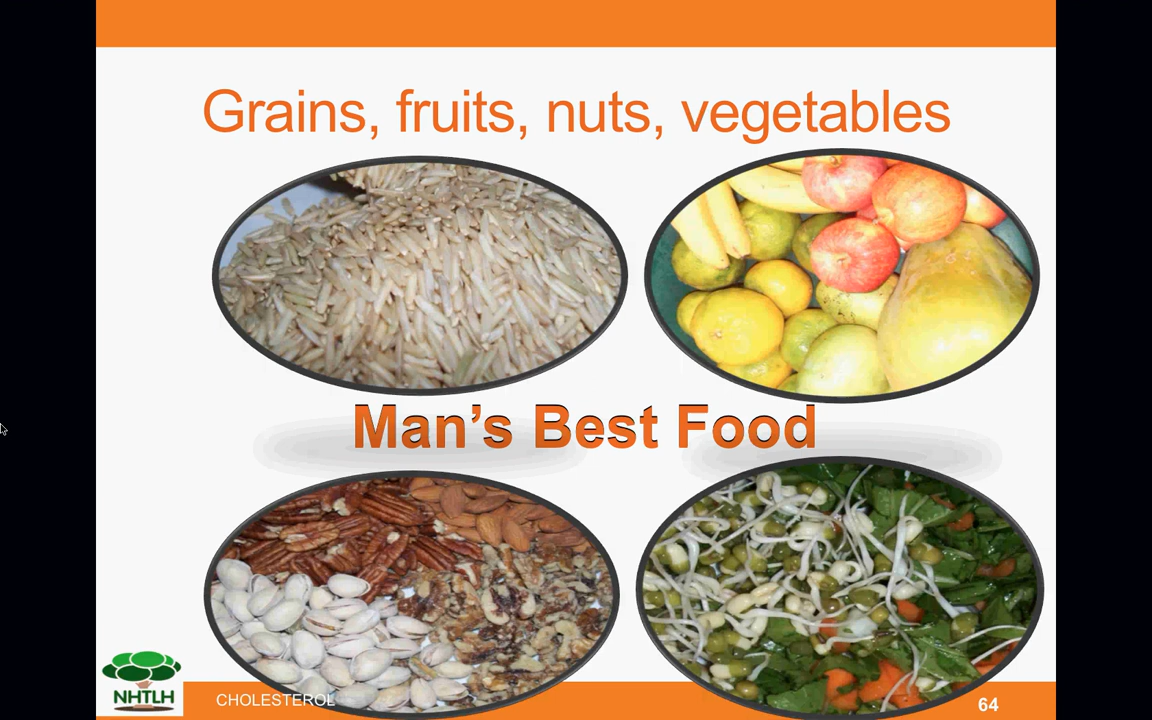 Grains, fruits, nuts, vegetables
Man's Best Food
NHTLH
CHOLESTEROL
64